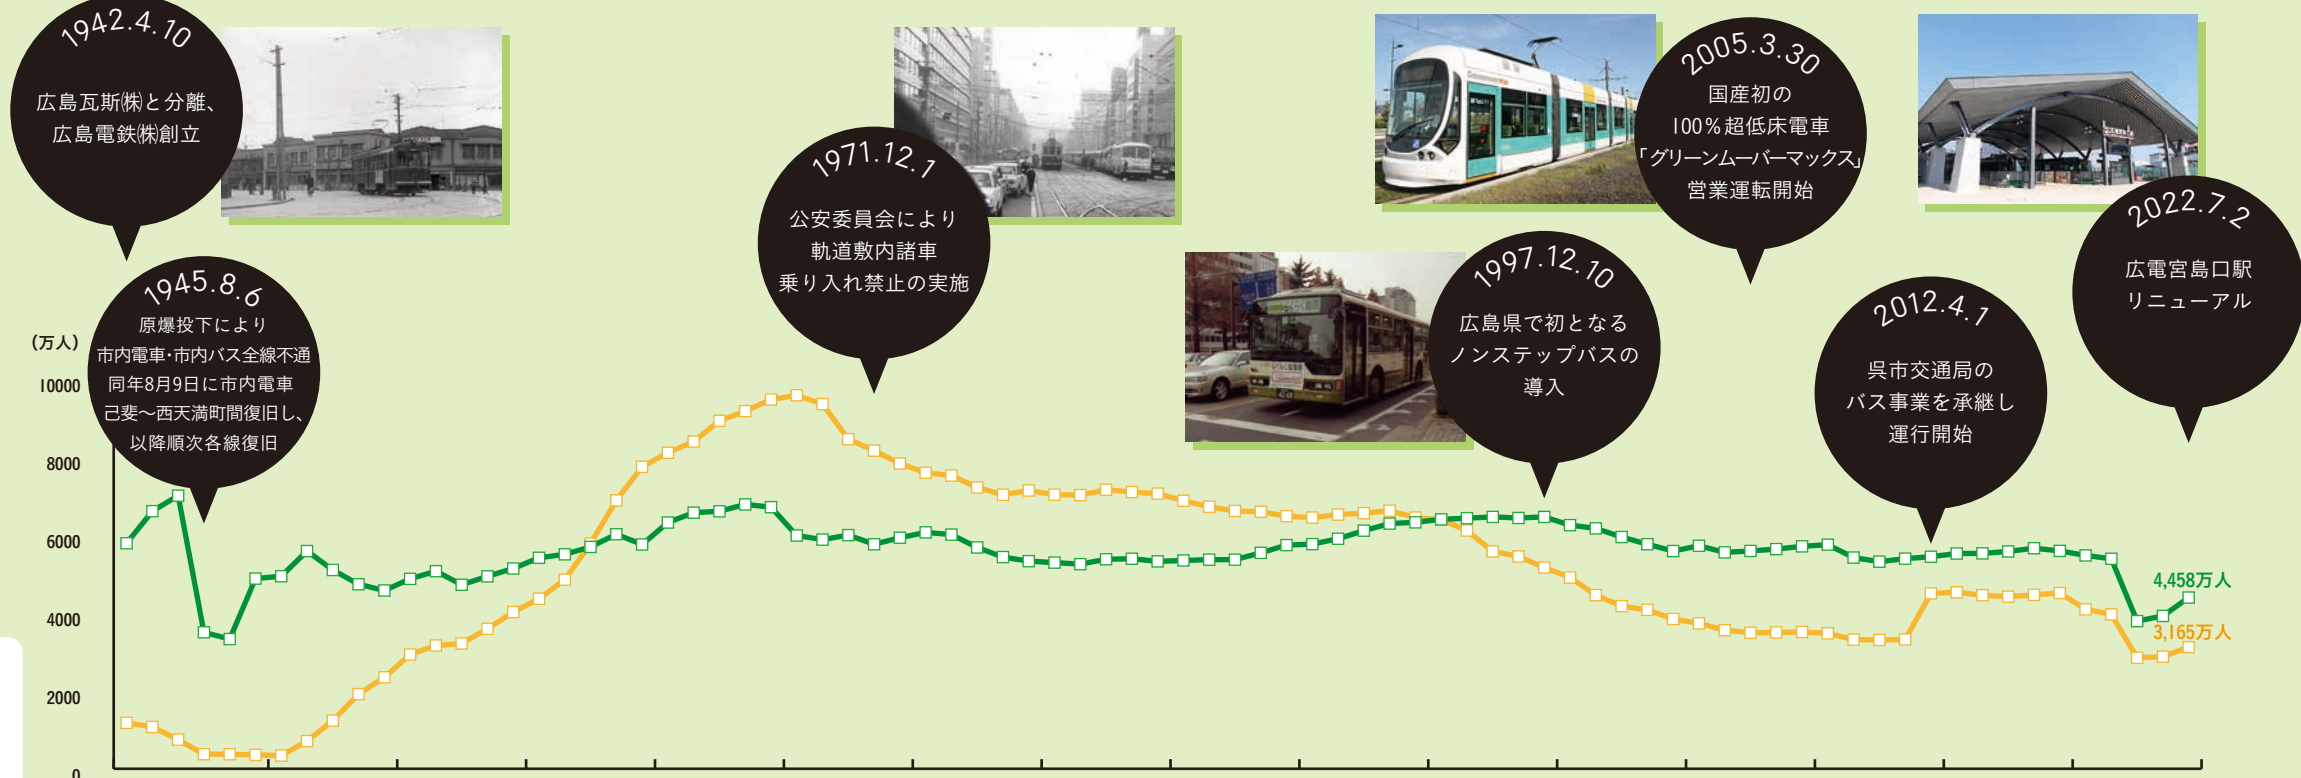 1942.4.10
広島瓦斯㈱と分離、
広島電鉄㈱創立
1945.8.6
原爆投下により
市内電車・市内バス全線不通
同年8月9日に市内電車
己斐〜西天満町間復旧し、
以降順次各線復旧
1971.12.1
公安委員会により
軌道敷内諸車
乗り入れ禁止の実施
1997.12.10
広島県で初となる
ノンステップバスの
導入
2005.3.30
国産初の
100%超低床電車
「グリーンムーバーマックス」
営業運転開始
2012.4.1
呉市交通局の
バス事業を承継し
運行開始
2022.7.2
広電宮島口駅
リニューアル
(万人)
10000
8000
6000
4000
2000
0
4,458万人
3,165万人